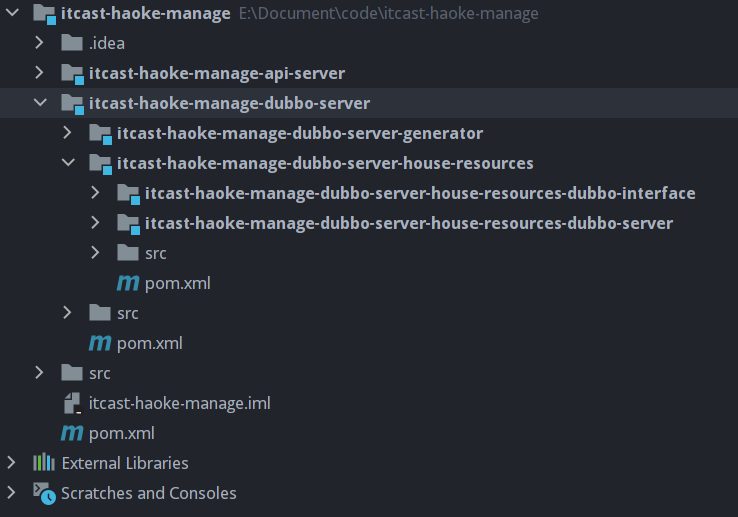 itcast-haoke-manage E:\Document\code\itcast-haoke-manage
.idea
itcast-haoke-manage-api-server
itcast-haoke-manage-dubbo-server
itcast-haoke-manage-dubbo-server-generator
itcast-haoke-manage-dubbo-server-house-resources
itcast-haoke-manage-dubbo-server-house-resources-dubbo-interface
itcast-haoke-manage-dubbo-server-house-resources-dubbo-server
src
m pom.xml
src
m pom.xml
src
itcast-haoke-manage.iml
m pom.xml
External Libraries
Scratches and Consoles